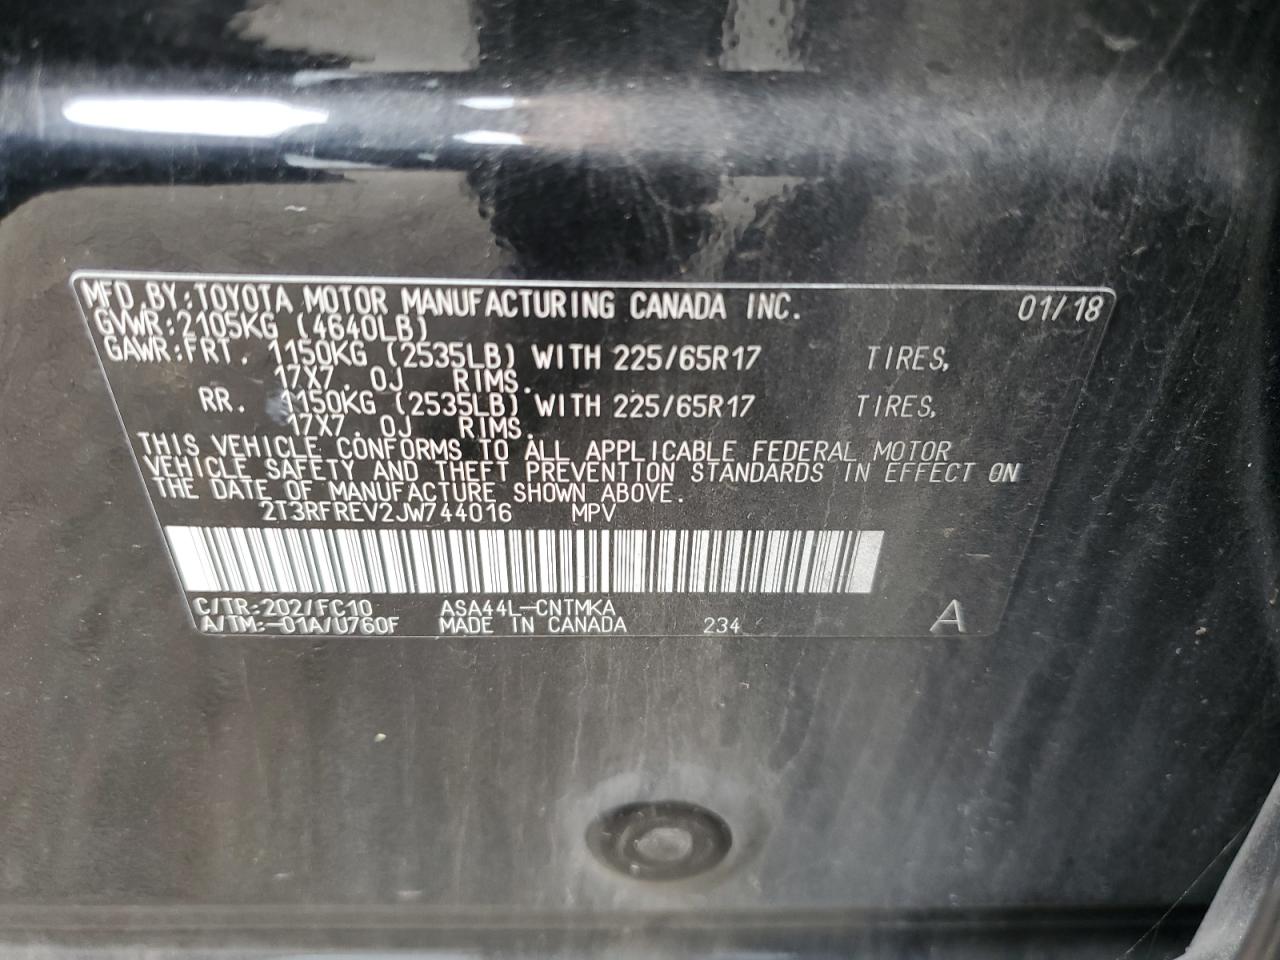 MFD. BY: TOYOTA MOTOR MANUFACTURING CANADA INC. 01/18
GVWR: 2105KG (4640LB)
GAWR: FRT. 1150KG (2535LB) WITH 225/65R17 TIRES,
17X7. 0J RIMS.
RR. 1150KG (2535LB) WITH 225/65R17 TIRES,
17X7. 0J RIMS.
THIS VEHICLE CONFORMS TO ALL APPLICABLE FEDERAL MOTOR
VEHICLE SAFETY AND THEFT PREVENTION STANDARDS IN EFFECT ON
THE DATE OF MANUFACTURE SHOWN ABOVE.
2T3RFREV2JW744016 MPV
C/TR: 202/FC10 ASA44L-CNTMKA
A/TM: -01A/U760F MADE IN CANADA 234 A